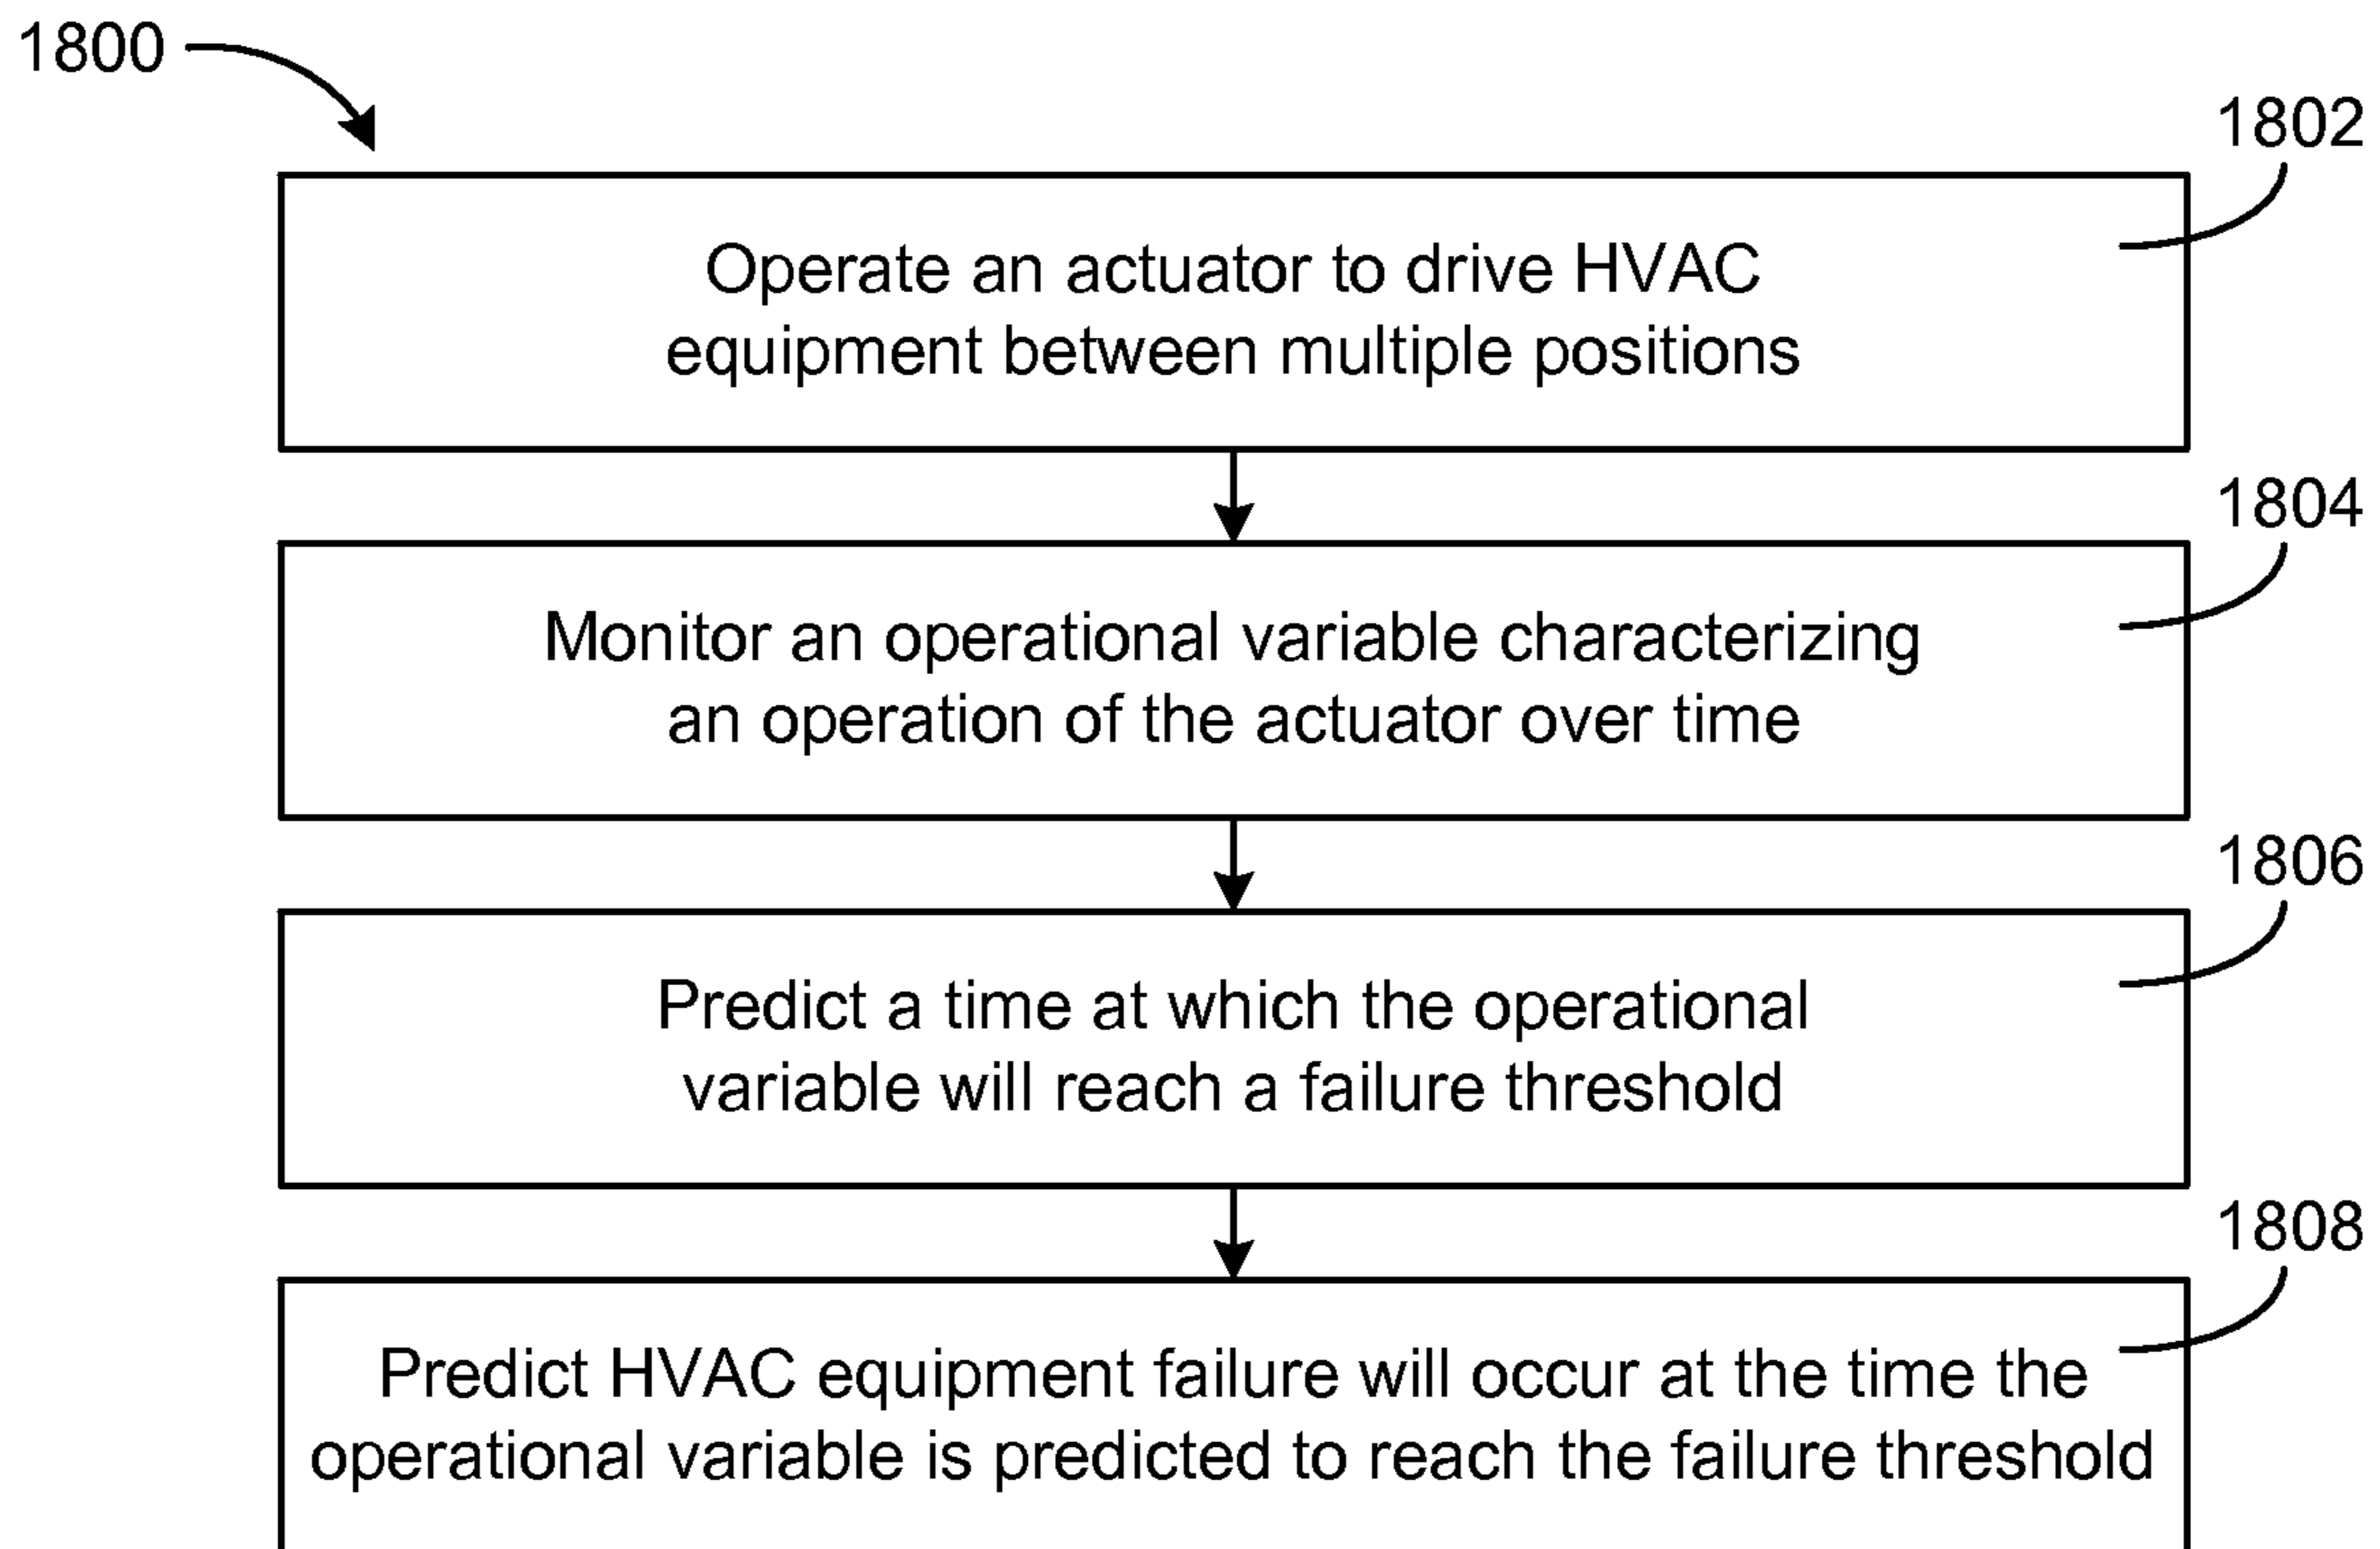 1800
1802
Operate an actuator to drive HVAC
equipment between multiple positions
1804
Monitor an operational variable characterizing
an operation of the actuator over time
1806
Predict a time at which the operational
variable will reach a failure threshold
1808
Predict HVAC equipment failure will occur at the time the
operational variable is predicted to reach the failure threshold